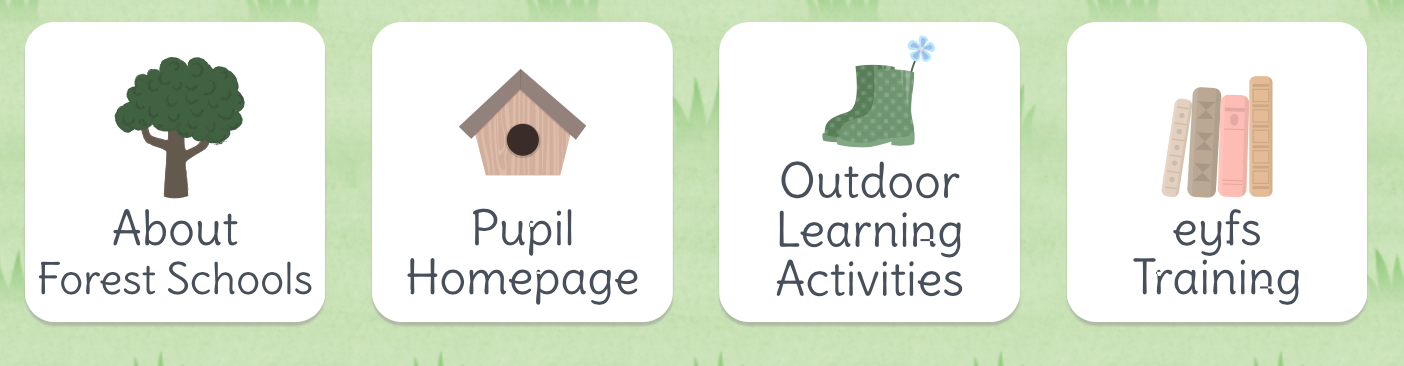 About
Forest Schools
Pupil
Homepage
Outdoor
Learning
Activities
eyfs
Training